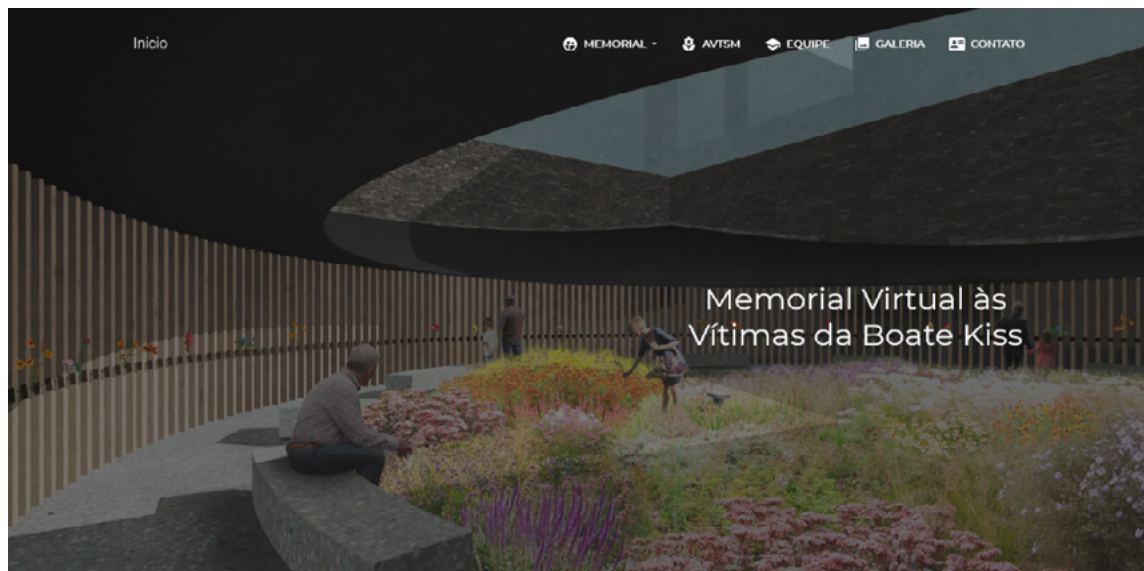 Inicio
MEMORIAL
AVTSM
EQUIPE
GALERIA
CONTATO
Memorial Virtual às
Vítimas da Boate Kiss